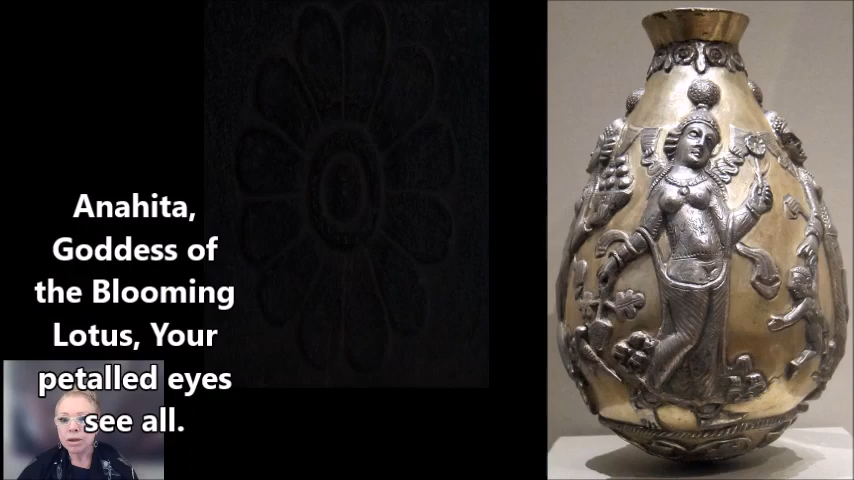 Anahita,
Goddess of
the Blooming
Lotus, Your
petalled eyes
see all.